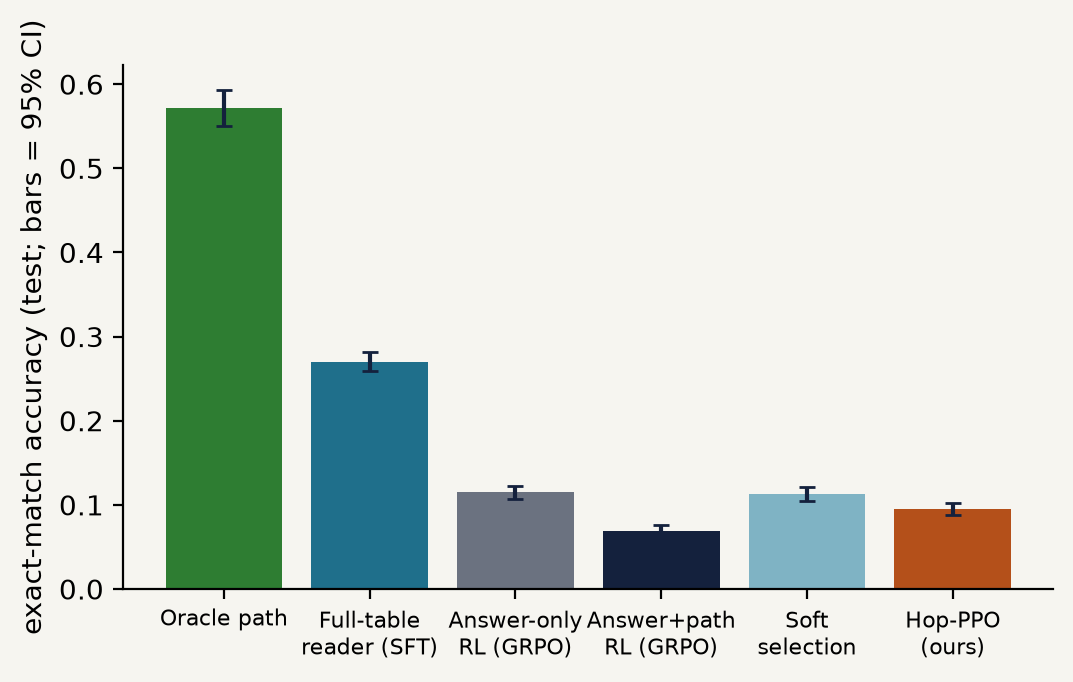 exact-match accuracy (test; bars = 95% CI)
0.6
0.5
0.4
0.3
0.2
0.1
0.0
Oracle path
Full-table
reader (SFT)
Answer-only
RL (GRPO)
Answer+path
RL (GRPO)
Soft
selection
Hop-PPO
(ours)